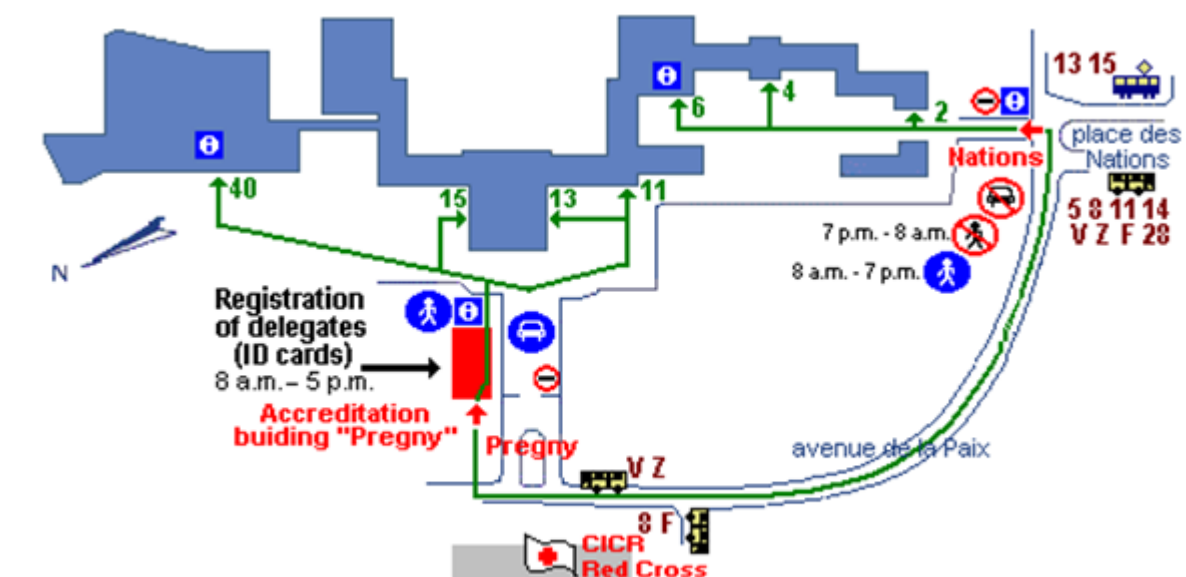 13 15
6
4
2
place des
Nations
Nations
40
15
13
11
5 8 11 14
V Z F 28
7 p.m. - 8 a.m.
8 a.m. - 7 p.m.
N
Registration
of delegates
(ID cards)
8 a.m. – 5 p.m.
Accreditation
buiding "Pregny"
Pregny
avenue de la Paix
V Z
8 F
CICR
Red Cross